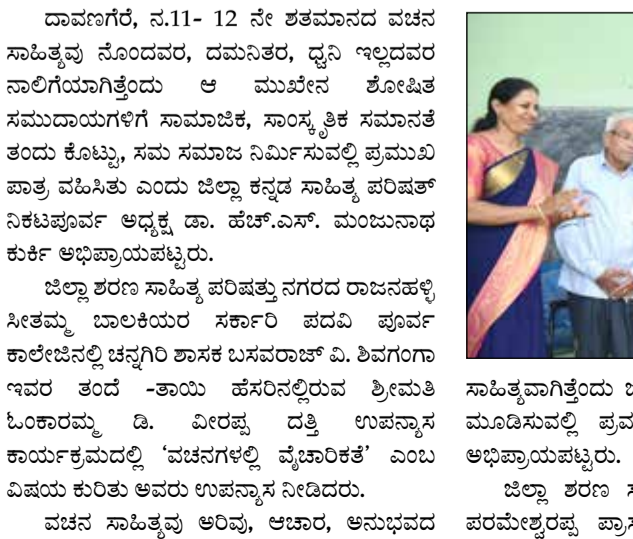 ದಾವಣಗೆರೆ, ನ.11- 12 ನೇ ಶತಮಾನದ ವಚನ
ಸಾಹಿತ್ಯವು ನೊಂದವರ, ದಮನಿತರ, ಧ್ವನಿ ಇಲ್ಲದವರ
ನಾಲಿಗೆಯಾಗಿತ್ತೆಂದು ಆ ಮುಖೇನ ಶೋಷಿತ
ಸಮುದಾಯಗಳಿಗೆ ಸಾಮಾಜಿಕ, ಸಾಂಸ್ಕೃತಿಕ ಸಮಾನತೆ
ತಂದು ಕೊಟ್ಟು, ಸಮ ಸಮಾಜ ನಿರ್ಮಿಸುವಲ್ಲಿ ಪ್ರಮುಖ
ಪಾತ್ರ ವಹಿಸಿತು ಎಂದು ಜಿಲ್ಲಾ ಕನ್ನಡ ಸಾಹಿತ್ಯ ಪರಿಷತ್
ನಿಕಟಪೂರ್ವ ಅಧ್ಯಕ್ಷ ಡಾ. ಹೆಚ್.ಎಸ್. ಮಂಜುನಾಥ
ಕುರ್ಕಿ ಅಭಿಪ್ರಾಯಪಟ್ಟರು.
ಜಿಲ್ಲಾ ಶರಣ ಸಾಹಿತ್ಯ ಪರಿಷತ್ತು ನಗರದ ರಾಜನಹಳ್ಳಿ
ಸೀತಮ್ಮ ಬಾಲಕಿಯರ ಸರ್ಕಾರಿ ಪದವಿ ಪೂರ್ವ
ಕಾಲೇಜಿನಲ್ಲಿ ಚನ್ನಗಿರಿ ಶಾಸಕ ಬಸವರಾಜ್ ವಿ. ಶಿವಗಂಗಾ
ಇವರ ತಂದೆ -ತಾಯಿ ಹೆಸರಿನಲ್ಲಿರುವ ಶ್ರೀಮತಿ
ಓಂಕಾರಮ್ಮ ಡಿ. ವೀರಪ್ಪ ದತ್ತಿ ಉಪನ್ಯಾಸ
ಕಾರ್ಯಕ್ರಮದಲ್ಲಿ ‘ವಚನಗಳಲ್ಲಿ ವೈಚಾರಿಕತೆ’ ಎಂಬ
ವಿಷಯ ಕುರಿತು ಅವರು ಉಪನ್ಯಾಸ ನೀಡಿದರು.
ವಚನ ಸಾಹಿತ್ಯವು ಅರಿವು, ಆಚಾರ, ಅನುಭವದ
ಸಾಹಿತ್ಯವಾಗಿತ್ತೆಂದು
ಮೂಡಿಸುವಲ್ಲಿ
ಅಭಿಪ್ರಾಯಪಟ್ಟರು.
ಜಿಲ್ಲಾ ಶರಣ
ಪರಮೇಶ್ವರಪ್ಪ